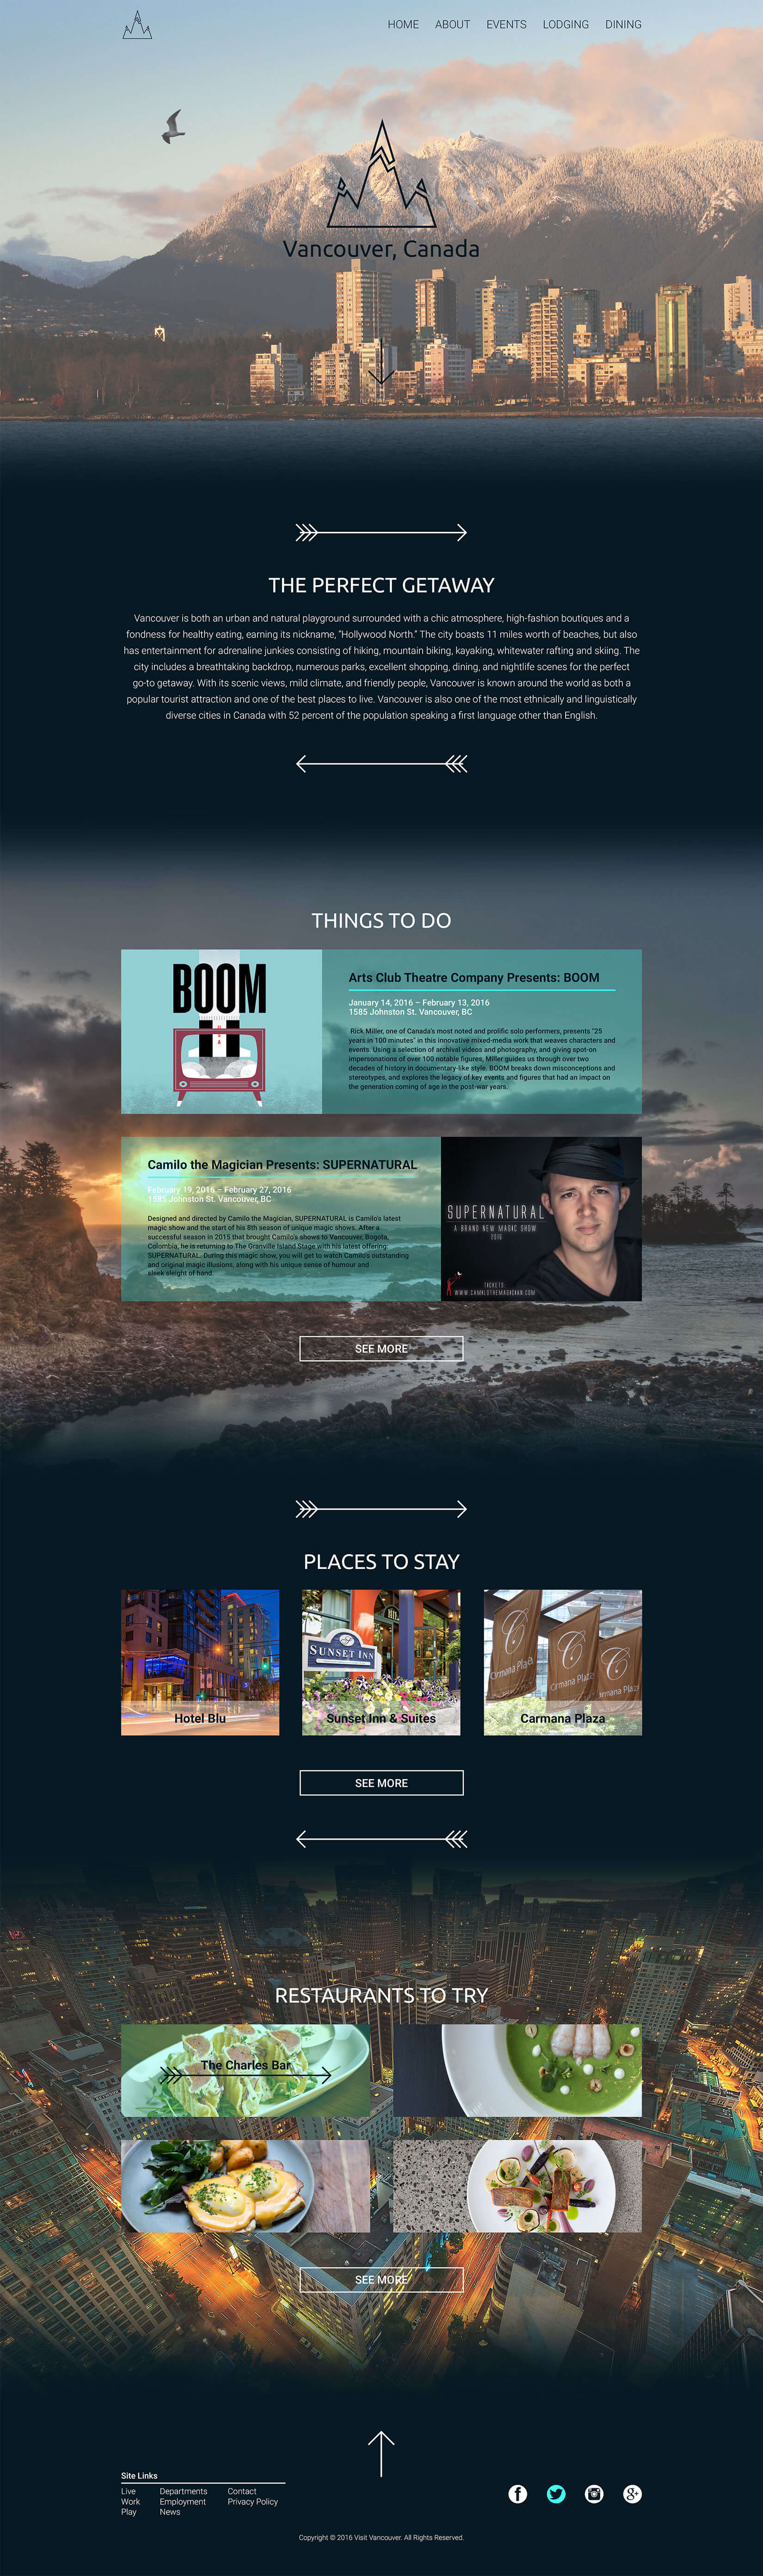 HOME ABOUT EVENTS LODGING DINING
Vancouver, Canada
THE PERFECT GETAWAY
Vancouver is both an urban and natural playground surrounded with a chic atmosphere, high-fashion boutiques and a
fondness for healthy eating, earning its nickname, "Hollywood North." The city boasts 11 miles worth of beaches, but also
has entertainment for adrenaline junkies consisting of hiking, mountain biking, kayaking, whitewater rafting and skiing. The
city includes a breathtaking backdrop, numerous parks, excellent shopping, dining, and nightlife scenes for the perfect
go-to getaway. With its scenic views, mild climate, and friendly people, Vancouver is known around the world as both a
popular tourist attraction and one of the best places to live. Vancouver is also one of the most ethnically and linguistically
diverse cities in Canada with 52 percent of the population speaking a first language other than English.
THINGS TO DO
BOOM
Arts Club Theatre Company Presents: BOOM
January 14, 2016 – February 13, 2016
1585 Johnston St. Vancouver, BC
Rick Miller, one of Canada's most noted and prolific solo performers, presents "25
years in 100 minutes" in this innovative mixed-media work that weaves characters and
events. Using a selection of archival videos and photography, and giving spot-on
impersonations of over 100 notable figures, Miller guides us through over two
decades of history in documentary-like style. BOOM breaks down misconceptions and
stereotypes, and explores the legacy of key events and figures that had an impact on
the generation coming of age in the post-war years.
Camilo the Magician Presents: SUPERNATURAL
February 19, 2016 – February 27, 2016
1585 Johnston St. Vancouver, BC
Designed and directed by Camilo the Magician, SUPERNATURAL is Camilo's latest
magic show and the start of his 8th season of unique magic shows. After a
successful season in 2015 that brought Camilo's shows to Vancouver, Bogota,
Colombia, he is returning to The Granville Island Stage with his latest offering:
SUPERNATURAL. During this magic show, you will get to watch Camilo's outstanding
and original magic illusions, along with his unique sense of humour and
sleek sleight of hand.
SUPERNATURAL
A BRAND NEW MAGIC SHOW
2016
TICKETS
WWW.CAMILOTHEMAGICIAN.COM
SEE MORE
PLACES TO STAY
SUNSET INN
Hotel Blu
Sunset Inn & Suites
Carmana Plaza
SEE MORE
RESTAURANTS TO TRY
The Charles Bar
SEE MORE
Site Links
Live Departments Contact
Work Employment Privacy Policy
Play News
Copyright © 2016 Visit Vancouver. All Rights Reserved.